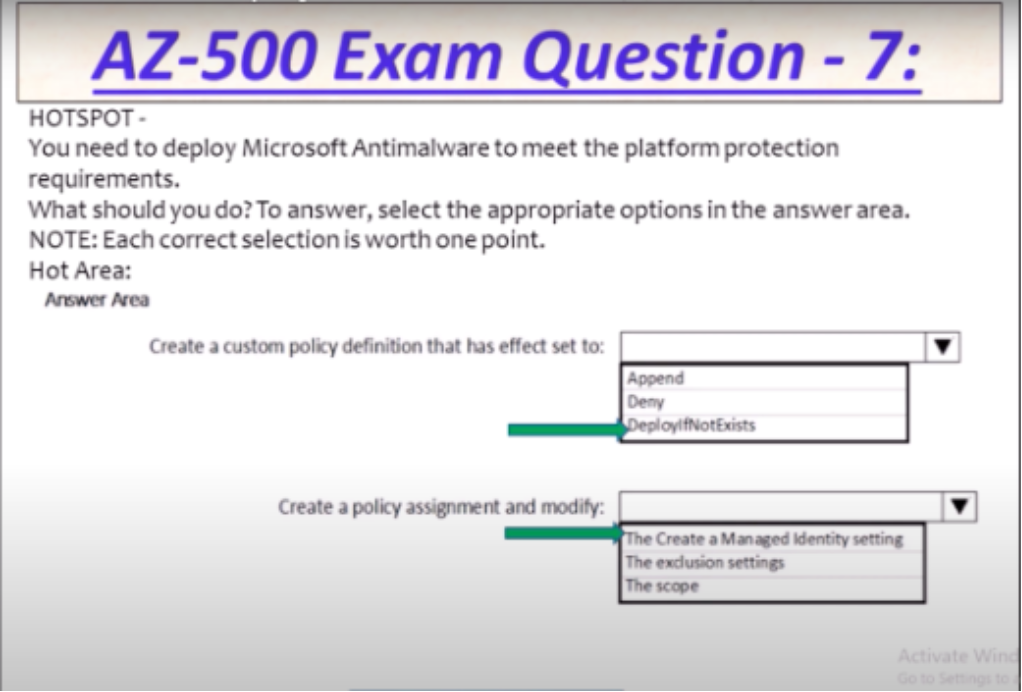 AZ-500 Exam Question - 7:
HOTSPOT -
You need to deploy Microsoft Antimalware to meet the platform protection
requirements.
What should you do? To answer, select the appropriate options in the answer area.
NOTE: Each correct selection is worth one point.
Hot Area:
Answer Area
Create a custom policy definition that has effect set to:
Append
Deny
DeployIfNotExists
Create a policy assignment and modify:
The Create a Managed Identity setting
The exclusion settings
The scope
Activate Wind
Go to Settings to